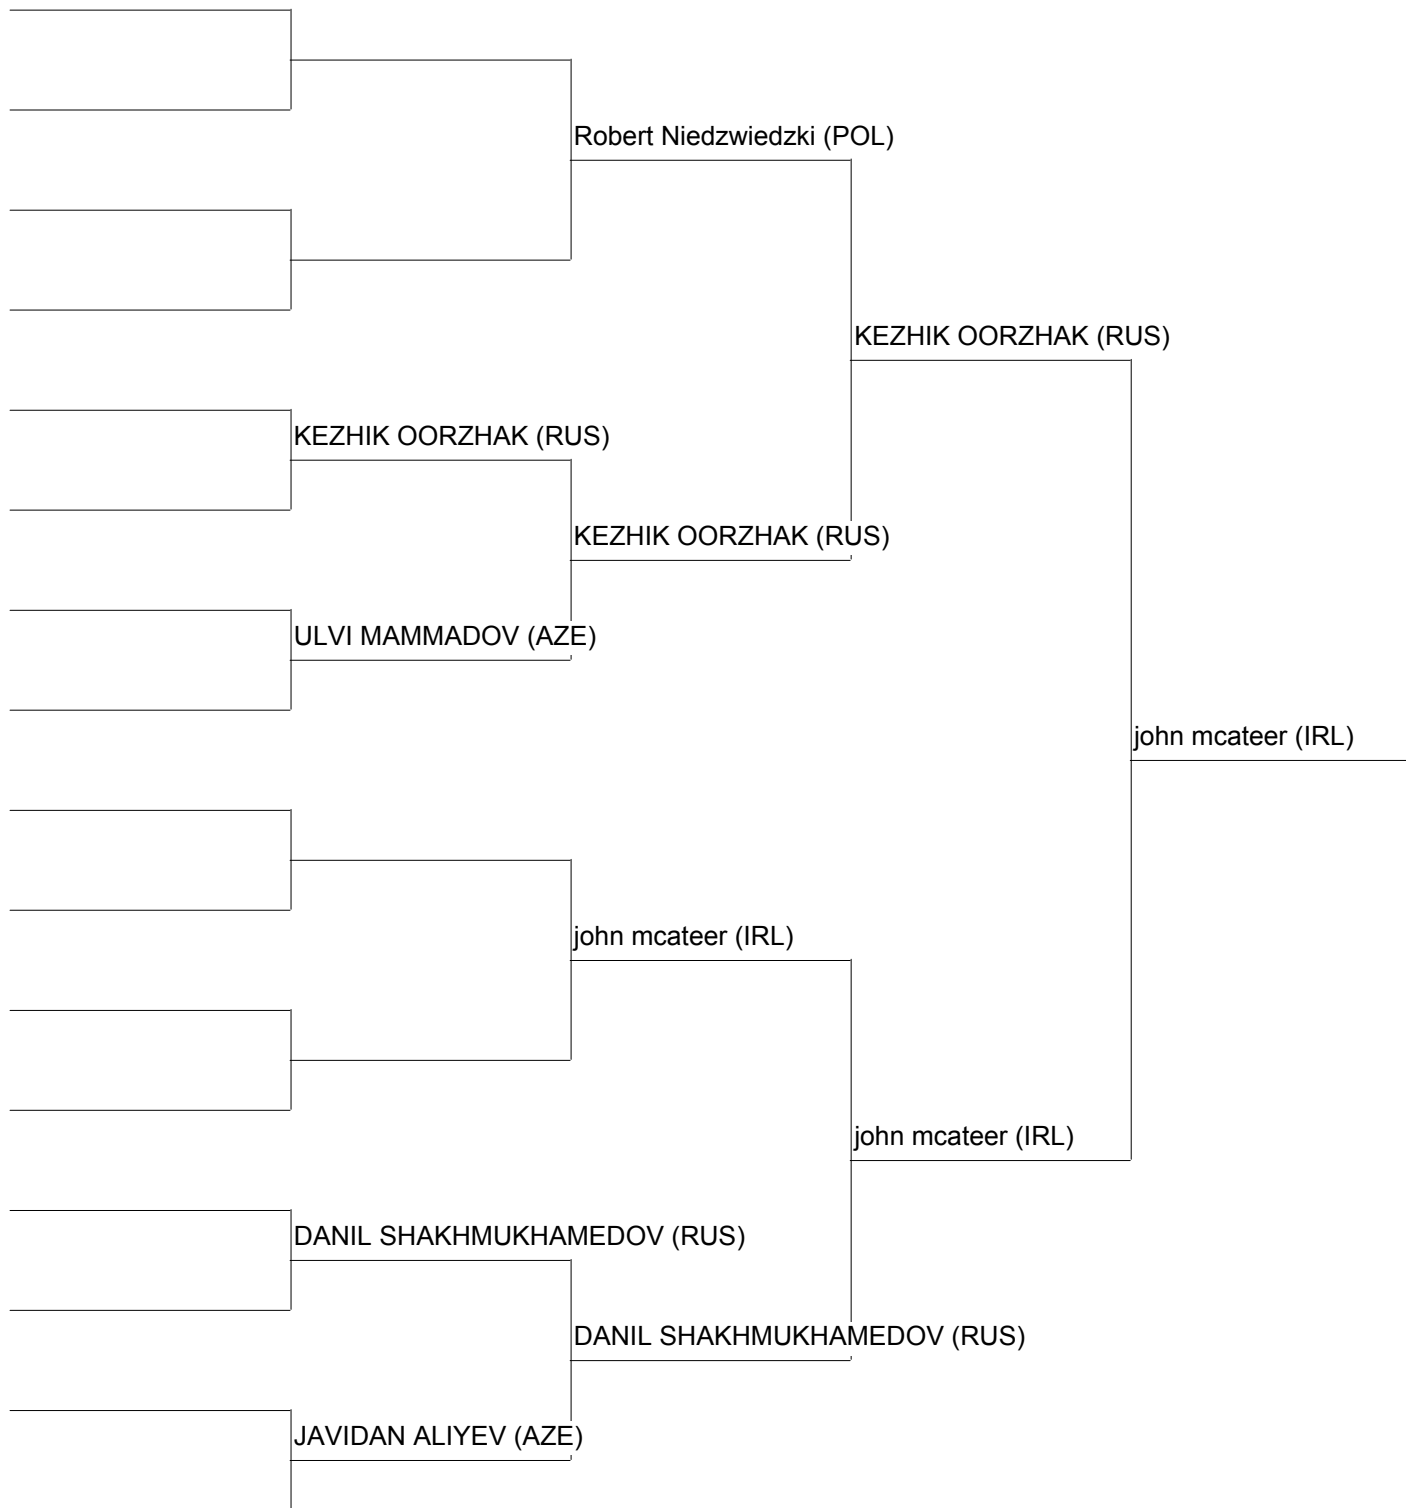 Robert Niedzwiedzki (POL)
KEZHIK OORZHAK (RUS)
KEZHIK OORZHAK (RUS)
KEZHIK OORZHAK (RUS)
ULVI MAMMADOV (AZE)
john mcateer (IRL)
john mcateer (IRL)
john mcateer (IRL)
DANIL SHAKHMUKHAMEDOV (RUS)
DANIL SHAKHMUKHAMEDOV (RUS)
JAVIDAN ALIYEV (AZE)